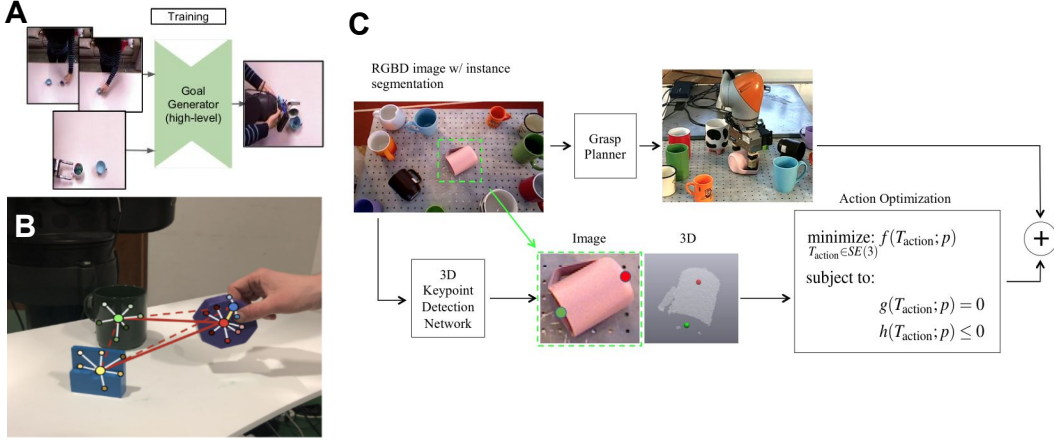 A
Training
Goal
Generator
(high-level)
B
C
RGBD image w/ instance
segmentation
Grasp
Planner
3D
Keypoint
Detection
Network
Image
3D
Action Optimization
minimize: f(T_action; p)
T_action∈SE(3)
subject to:
g(T_action; p) = 0
h(T_action; p) ≤ 0
+